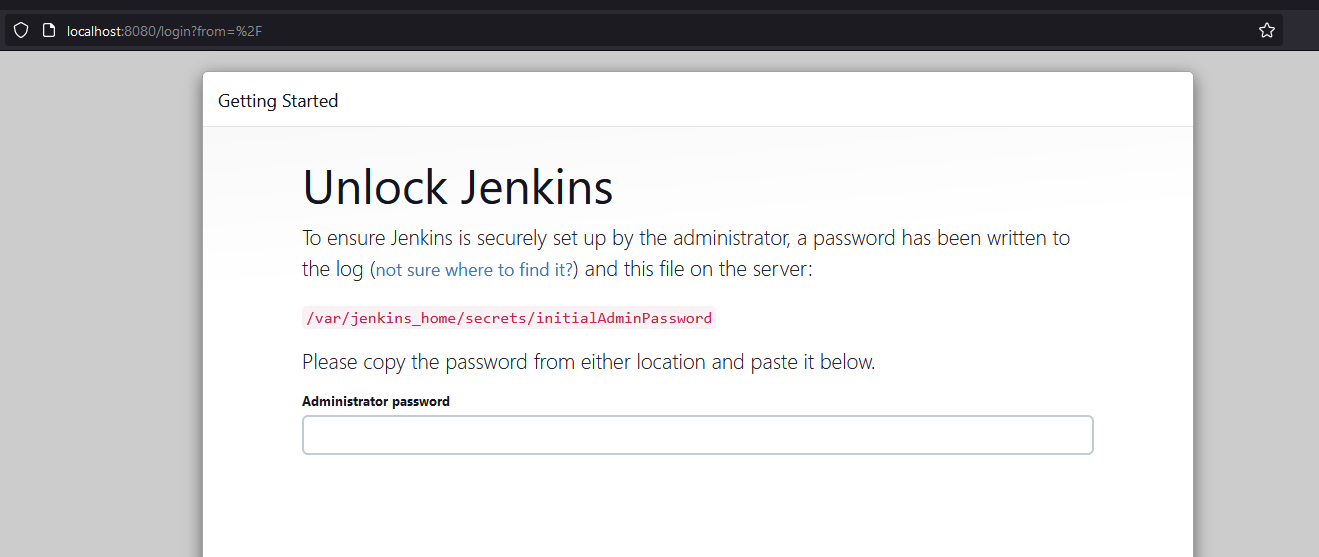 localhost:8080/login?from=%2F
Getting Started
Unlock Jenkins
To ensure Jenkins is securely set up by the administrator, a password has been written to
the log (not sure where to find it?) and this file on the server:
/var/jenkins_home/secrets/initialAdminPassword
Please copy the password from either location and paste it below.
Administrator password